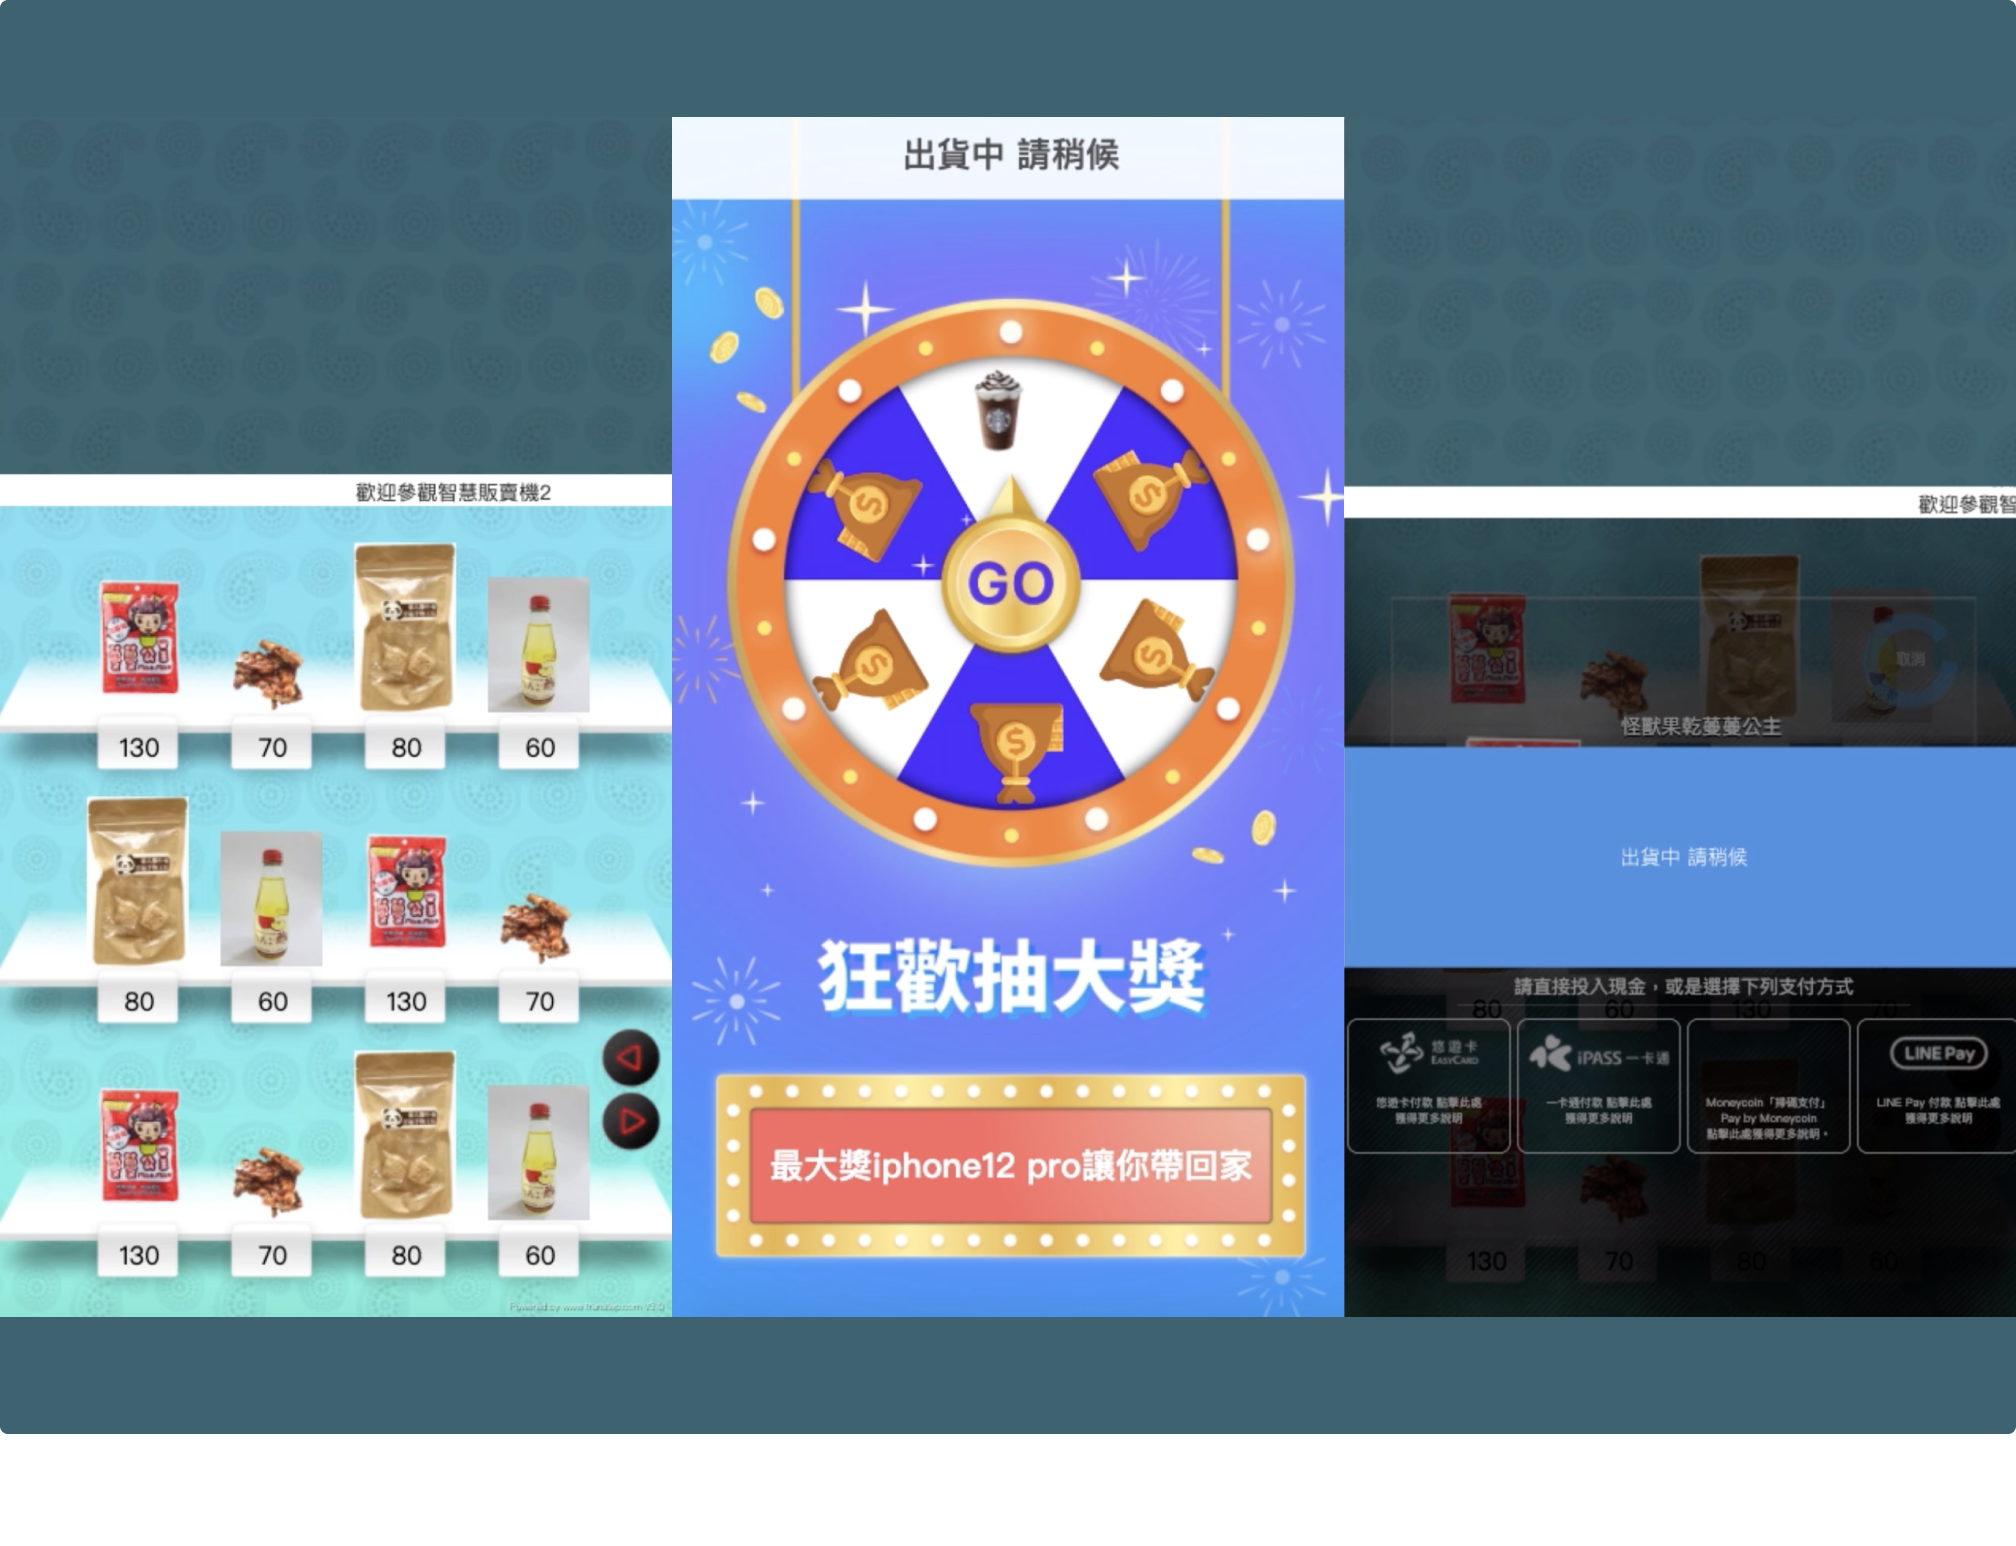 歡迎參觀智慧販賣機2
130
70
80
60
80
60
130
70
130
70
80
60
Powered by www.
出貨中 請稍候
GO
狂歡抽大獎
最大獎iphone12 pro讓你帶回家
歡迎參觀智
取消
怪獸果乾蔓蔓公主
出貨中 請稍候
請直接投入現金，或是選擇下列支付方式
80
60
130
70
悠遊卡
EASYCARD
悠遊卡付款 點擊此處
獲得更多說明
iPASS 一卡通
一卡通付款 點擊此處
獲得更多說明
Moneycoin「掃碼支付」
Pay by Moneycoin
點擊此處獲得更多說明。
LINE Pay
LINE Pay 付款 點擊此處
獲得更多說明
130
70
80
60